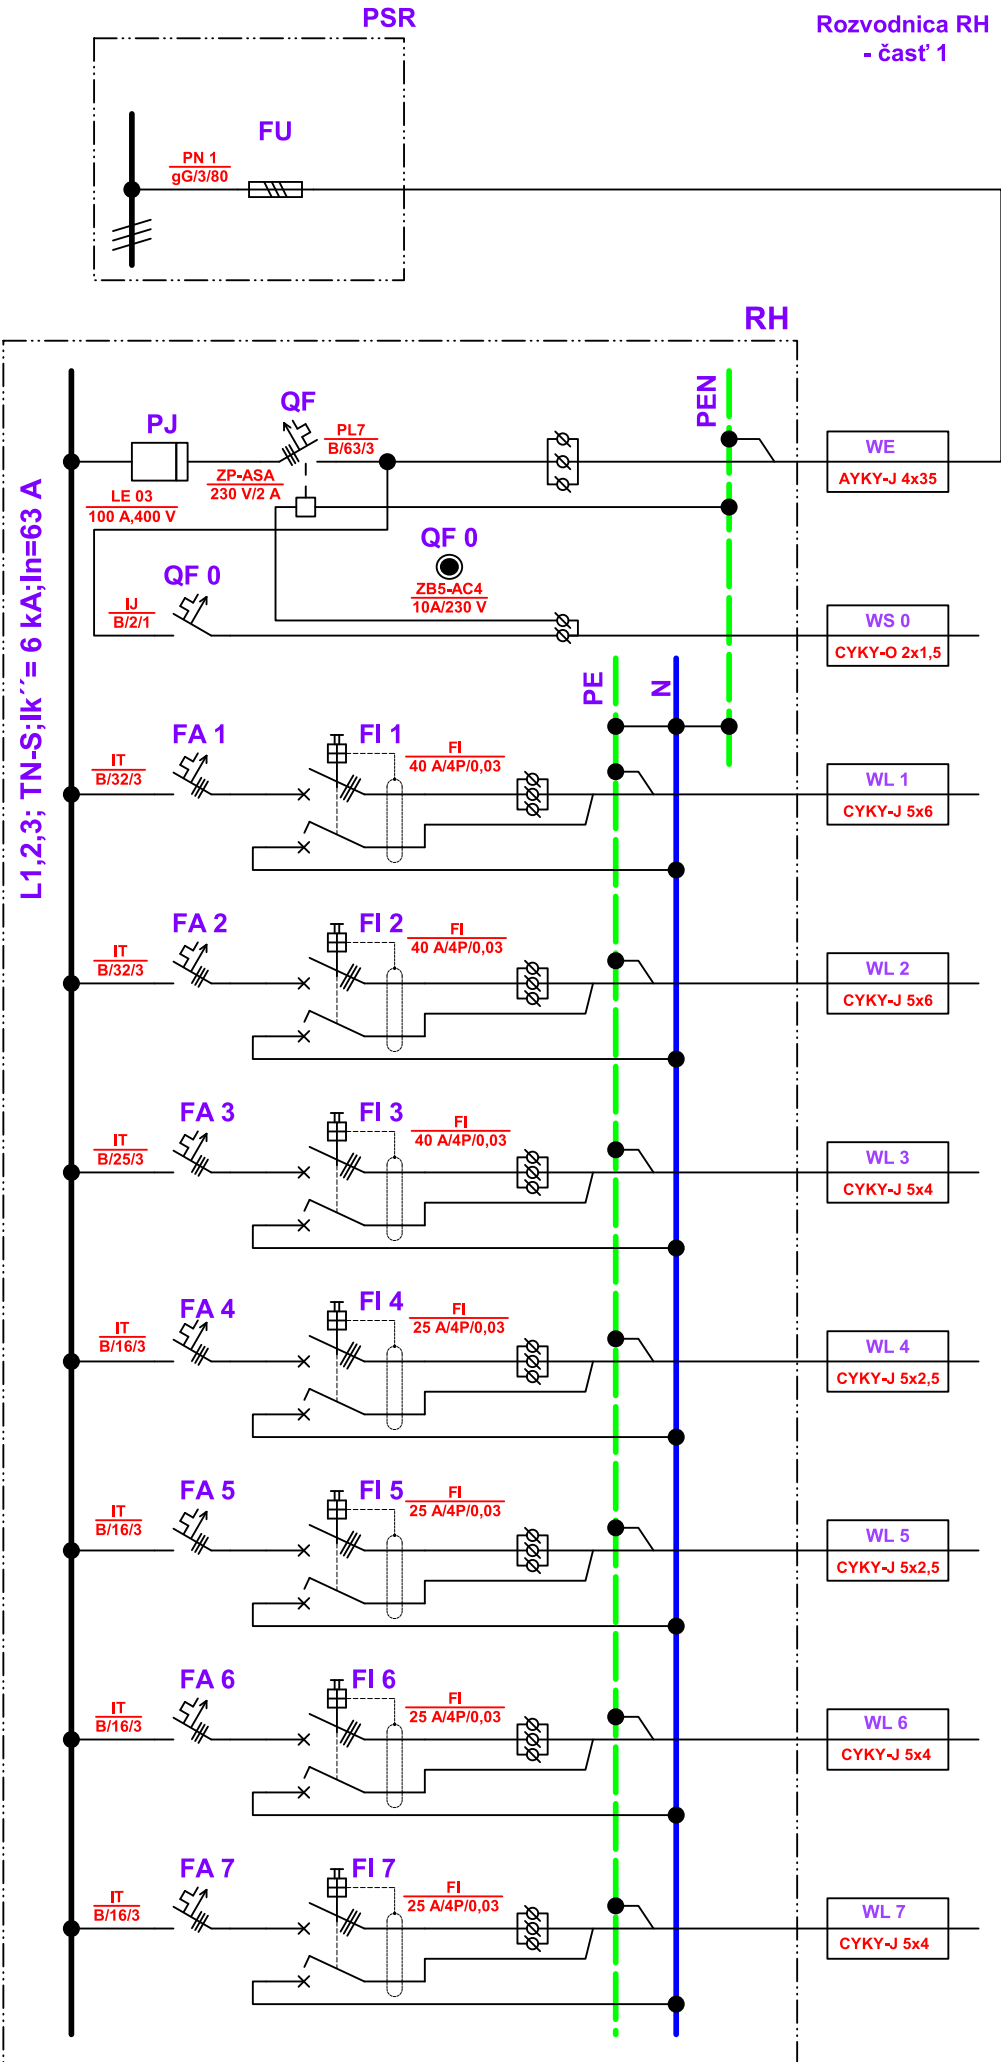 PSR
Rozvodnica RH
- časť 1
FU
PN 1
gG/3/80
RH
PJ
QF
PL7
B/63/3
PEN
WE
AYKY-J 4x35
ZP-ASA
230 V/2 A
LE 03
100 A,400 V
L1,2,3; TN-S;Ik´´= 6 kA;In=63 A
QF 0
QF 0
ZB5-AC4
10A/230 V
IJ
B/2/1
WS 0
CYKY-O 2x1,5
PE
N
FA 1
FI 1
IT
B/32/3
FI
40 A/4P/0,03
WL 1
CYKY-J 5x6
FA 2
FI 2
IT
B/32/3
FI
40 A/4P/0,03
WL 2
CYKY-J 5x6
FA 3
FI 3
IT
B/25/3
FI
40 A/4P/0,03
WL 3
CYKY-J 5x4
FA 4
FI 4
IT
B/16/3
FI
25 A/4P/0,03
WL 4
CYKY-J 5x2,5
FA 5
FI 5
IT
B/16/3
FI
25 A/4P/0,03
WL 5
CYKY-J 5x2,5
FA 6
FI 6
IT
B/16/3
FI
25 A/4P/0,03
WL 6
CYKY-J 5x4
FA 7
FI 7
IT
B/16/3
FI
25 A/4P/0,03
WL 7
CYKY-J 5x4